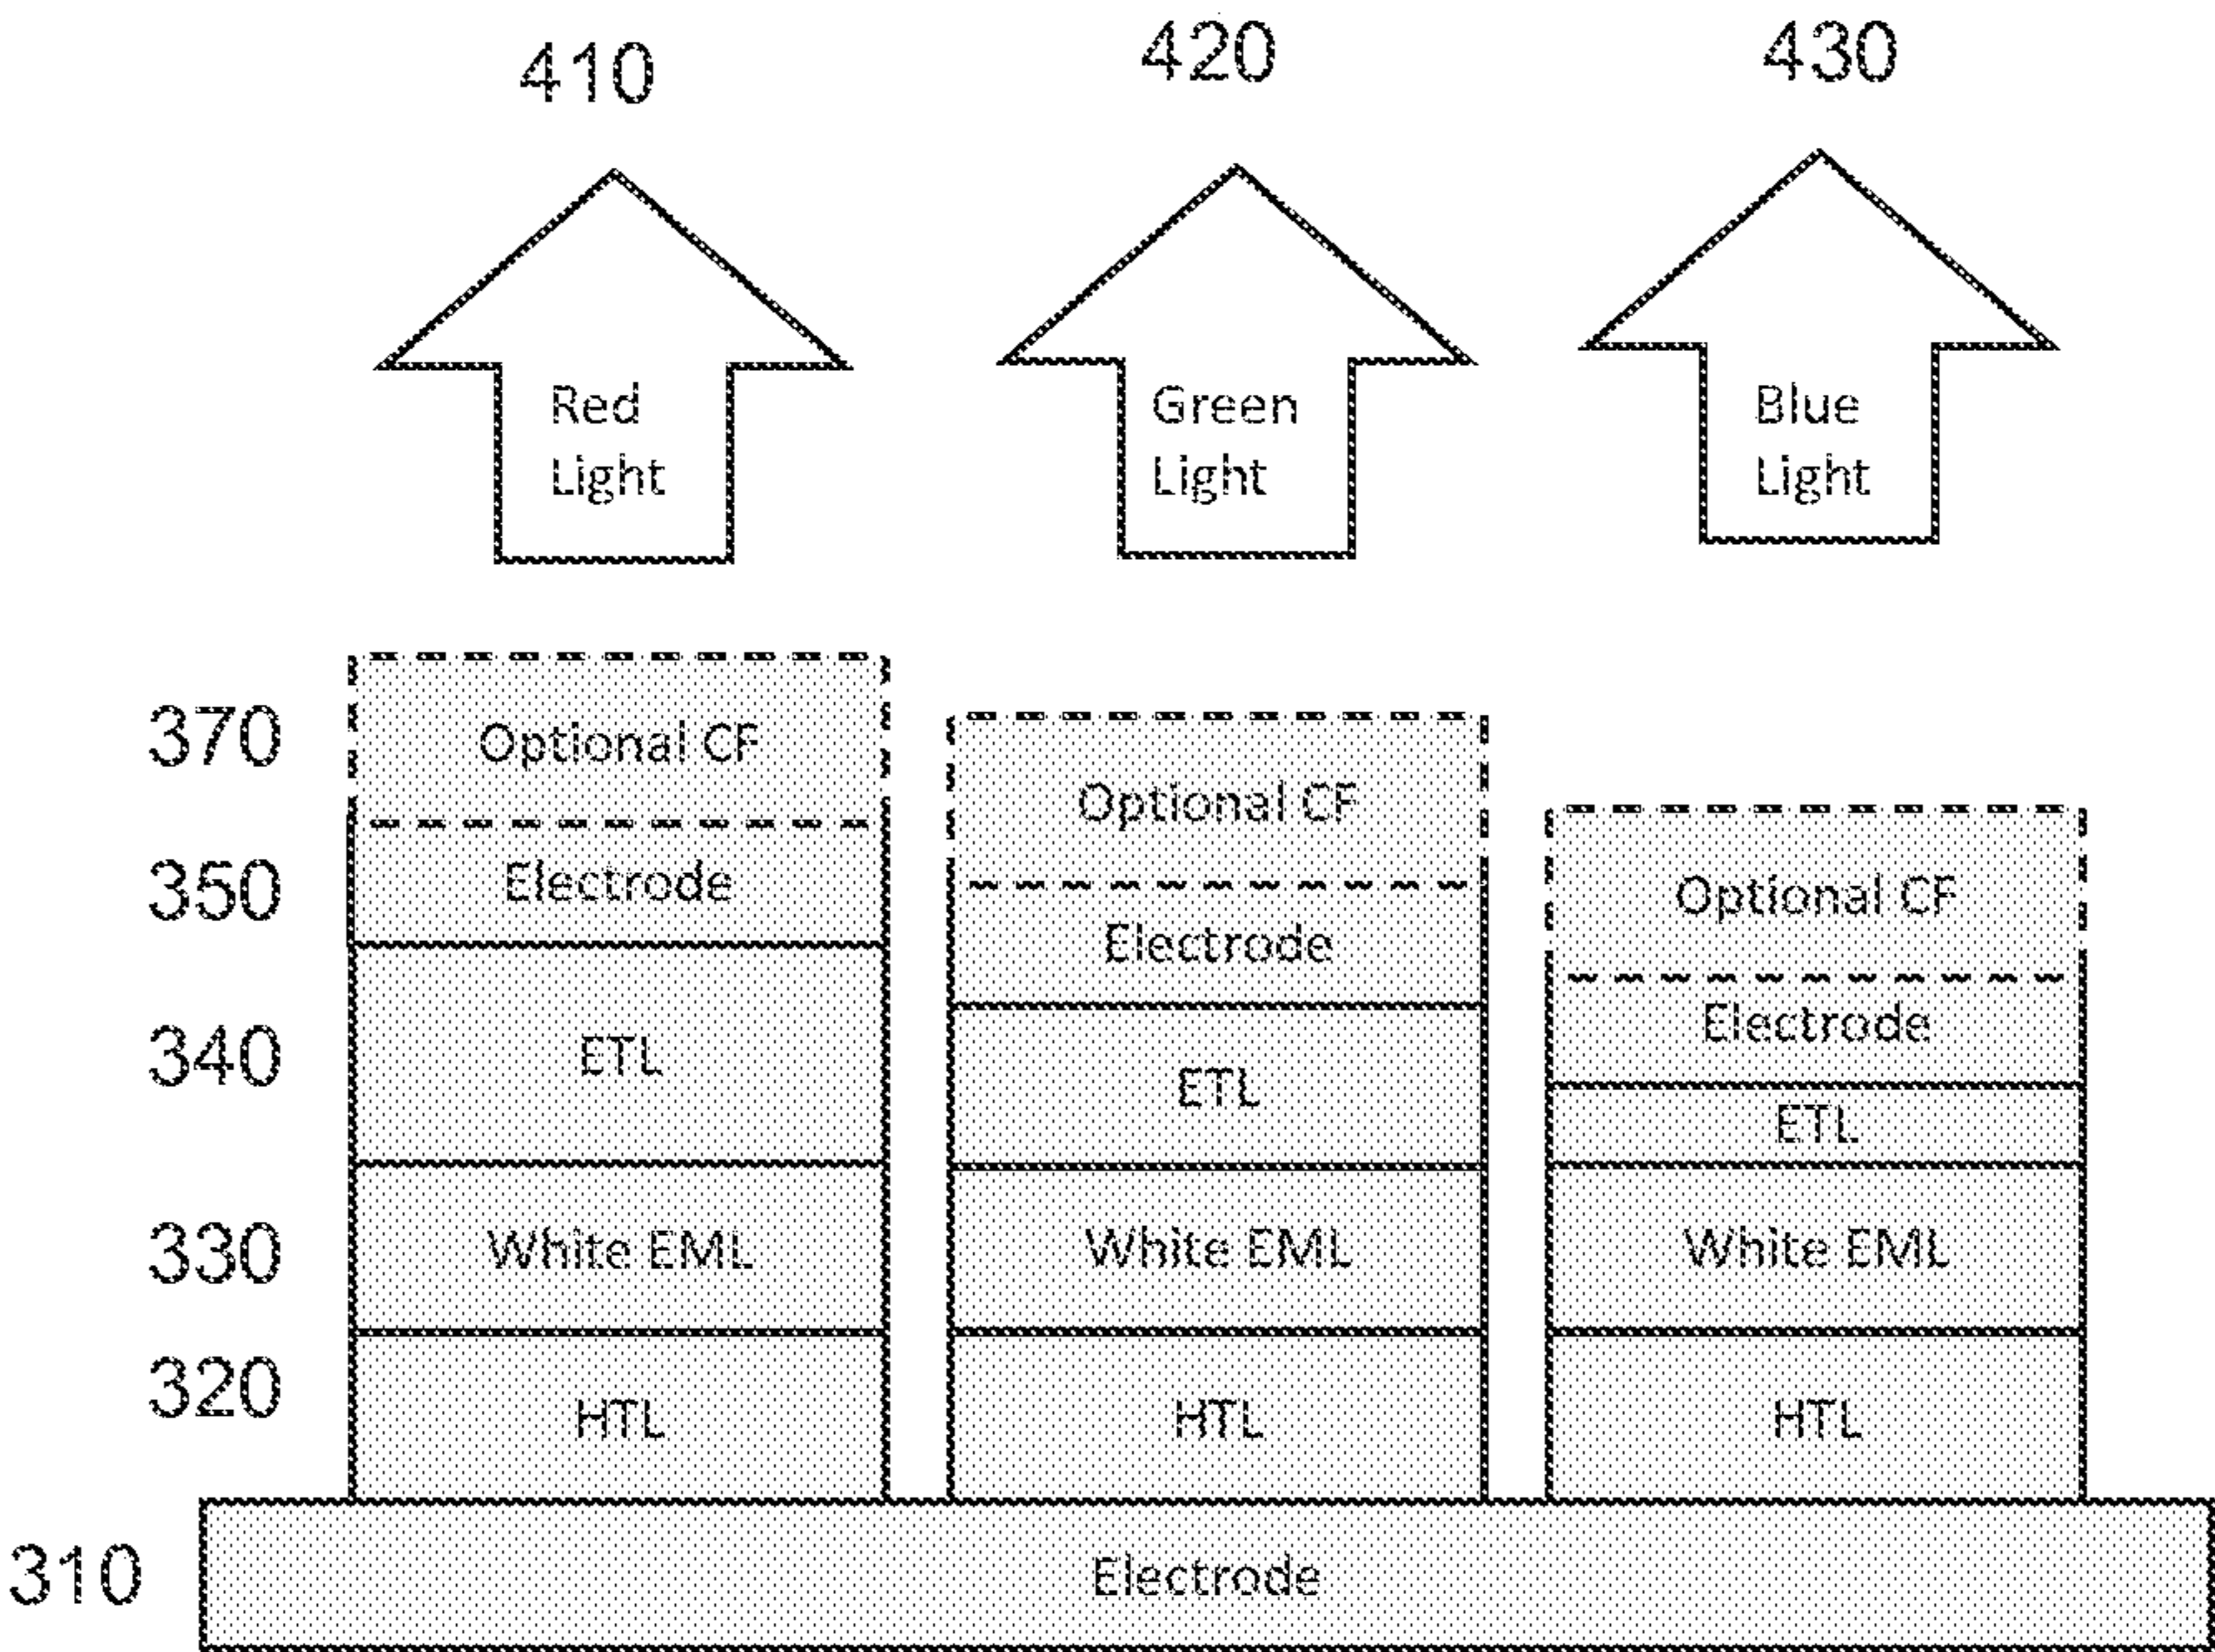 410
420
430
Red
Light
Green
Light
Blue
Light
370
Optional CF
Optional CF
Optional CF
350
Electrode
Electrode
Electrode
340
ETL
ETL
ETL
330
White EML
White EML
White EML
320
HTL
HTL
HTL
310
Electrode